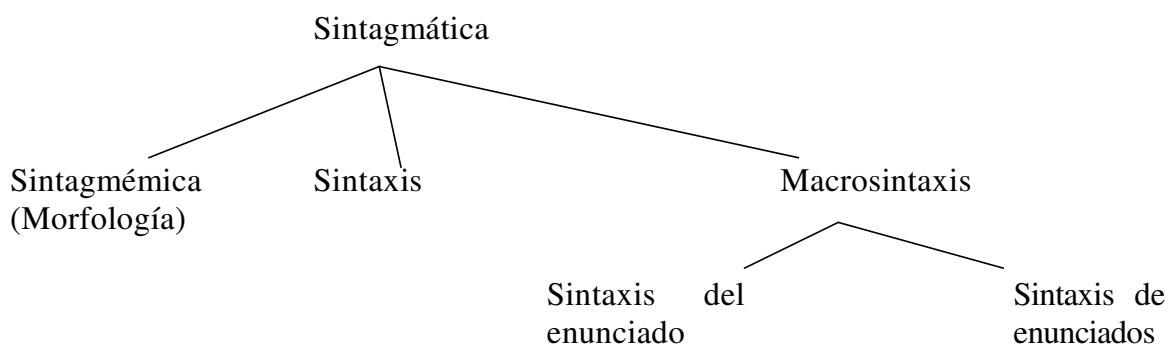 Sintagmática
Sintagmémica
(Morfología)
Sintaxis
Macrosintaxis
Sintaxis del
enunciado
Sintaxis de
enunciados